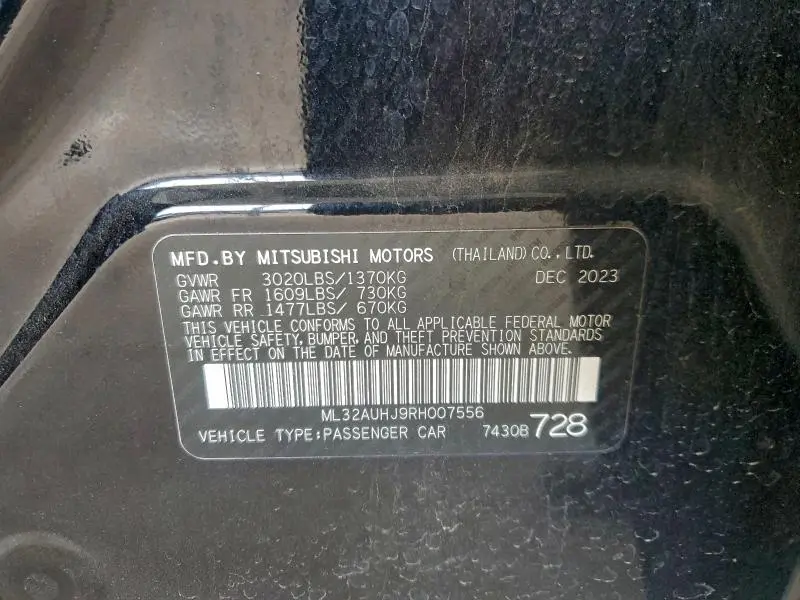 MFD.BY MITSUBISHI MOTORS (THAILAND) CO.,LTD.
GVWR 3020LBS/1370KG DEC 2023
GAWR FR 1609LBS/ 730KG
GAWR RR 1477LBS/ 670KG
THIS VEHICLE CONFORMS TO ALL APPLICABLE FEDERAL MOTOR
VEHICLE SAFETY, BUMPER, AND THEFT PREVENTION STANDARDS
IN EFFECT ON THE DATE OF MANUFACTURE SHOWN ABOVE.
ML32AUHJ9RH007556
VEHICLE TYPE:PASSENGER CAR 7430B 728